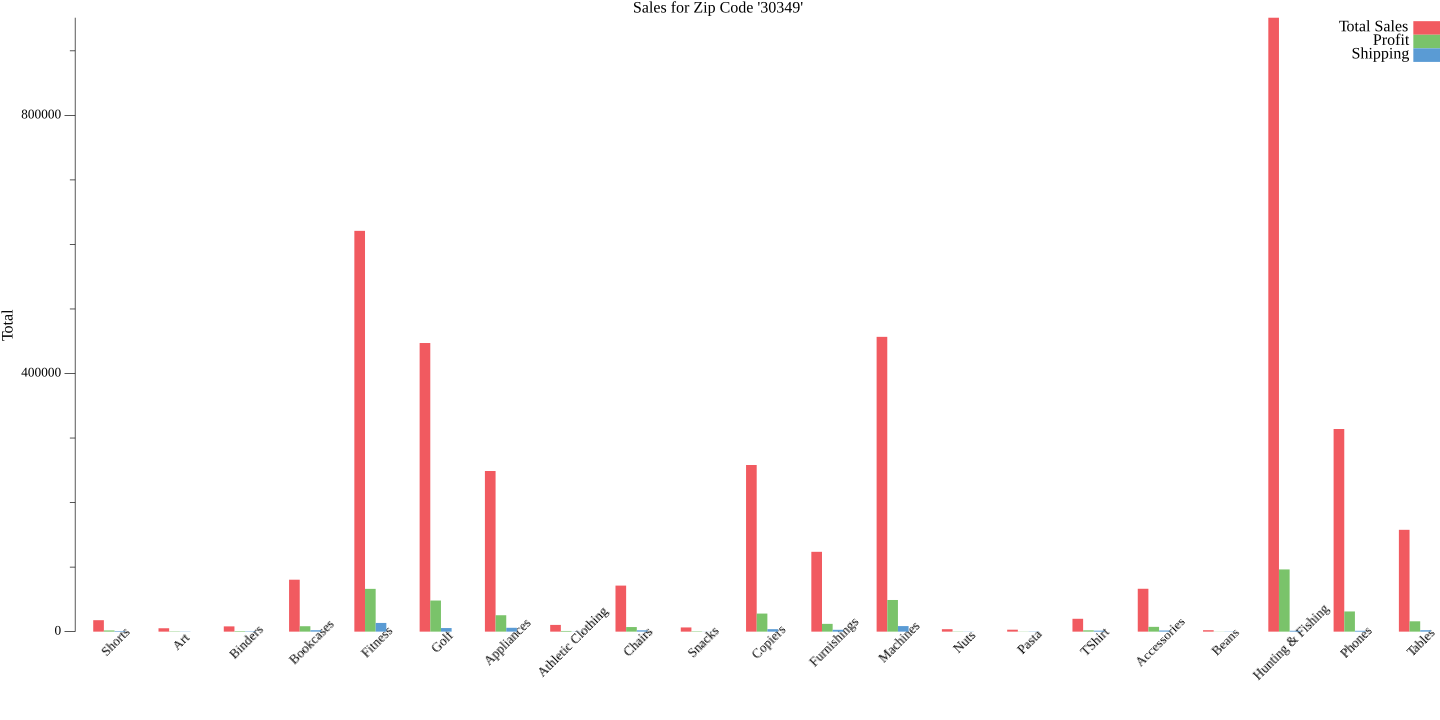 Sales for Zip Code '30349'
Total Sales
Profit
Shipping
Total
800000
400000
0
Shorts
Art
Binders
Bookcases
Fitness
Golf
Appliances
Athletic Clothing
Chairs
Snacks
Copiers
Furnishings
Machines
Nuts
Pasta
TShirt
Accessories
Beans
Hunting & Fishing
Phones
Tables